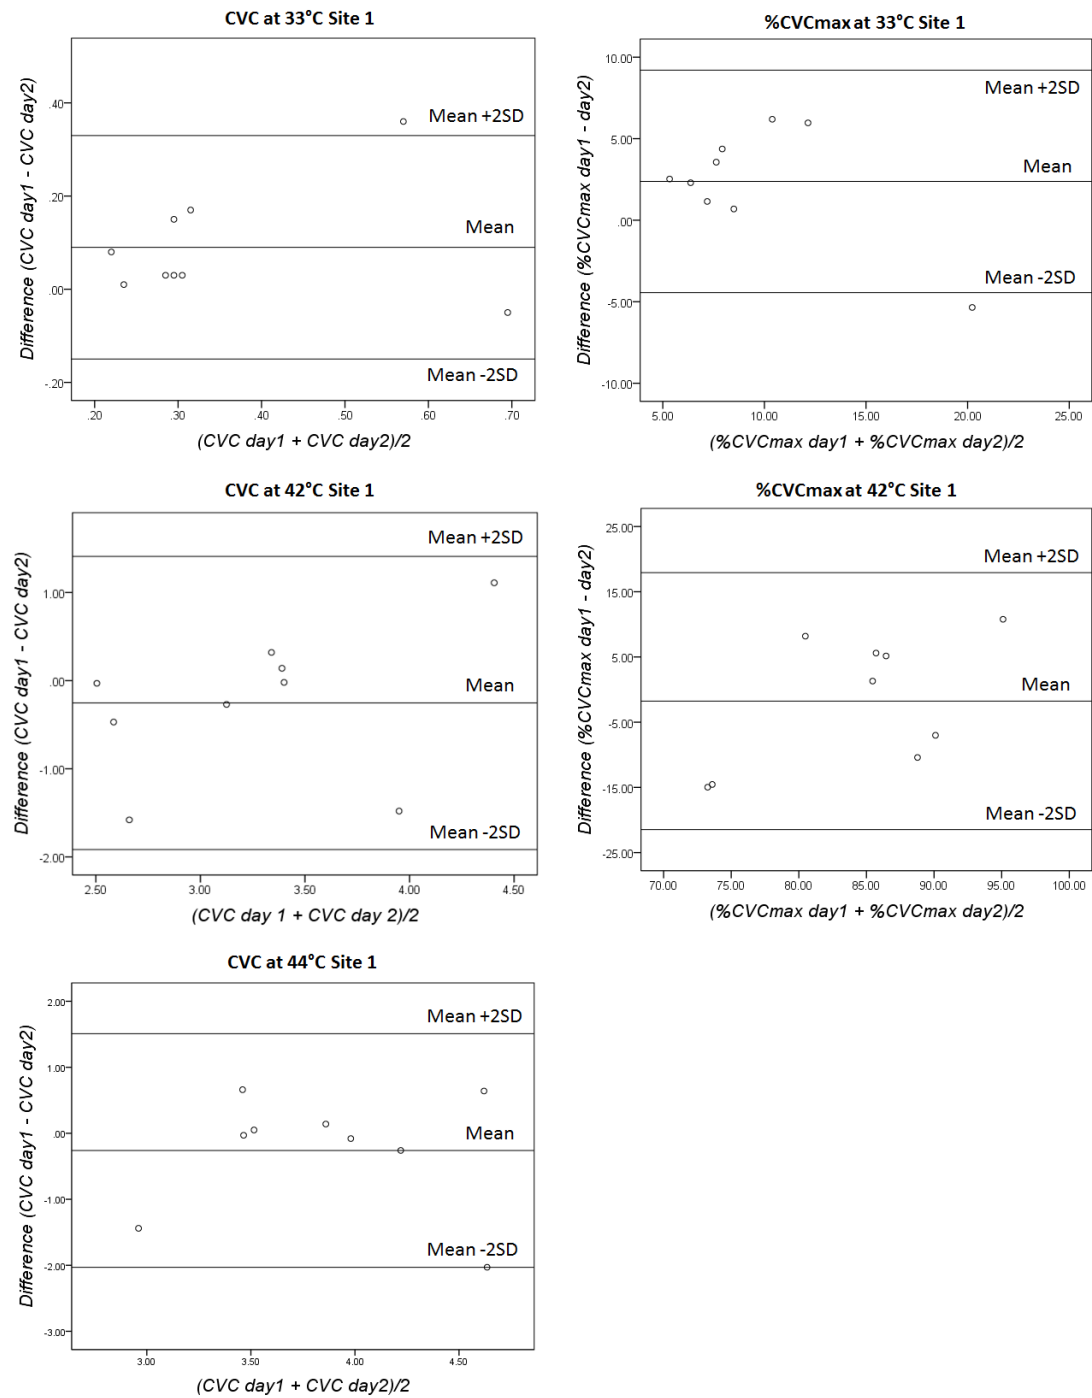 CVC at 33°C Site 1
Difference (CVC day1 - CVC day2)
.40
.20
.00
-.20
Mean +2SD
Mean
Mean -2SD
.20 .30 .40 .50 .60 .70
(CVC day1 + CVC day2)/2
%CVCmax at 33°C Site 1
Difference (%CVCmax day1 - day2)
10.00
5.00
.00
-5.00
-10.00
Mean +2SD
Mean
Mean -2SD
5.00 10.00 15.00 20.00 25.00
(%CVCmax day1 + %CVCmax day2)/2
CVC at 42°C Site 1
Difference (CVC day1 - CVC day2)
1.00
.00
-1.00
-2.00
Mean +2SD
Mean
Mean -2SD
2.50 3.00 3.50 4.00 4.50
(CVC day 1 + CVC day 2)/2
%CVCmax at 42°C Site 1
Difference (%CVCmax day1 - day2)
25.00
15.00
5.00
-5.00
-15.00
-25.00
Mean +2SD
Mean
Mean -2SD
70.00 75.00 80.00 85.00 90.00 95.00 100.00
(%CVCmax day1 + %CVCmax day2)/2
CVC at 44°C Site 1
Difference (CVC day1 - CVC day2)
2.00
1.00
.00
-1.00
-2.00
-3.00
Mean +2SD
Mean
Mean -2SD
3.00 3.50 4.00 4.50
(CVC day1 + CVC day2)/2